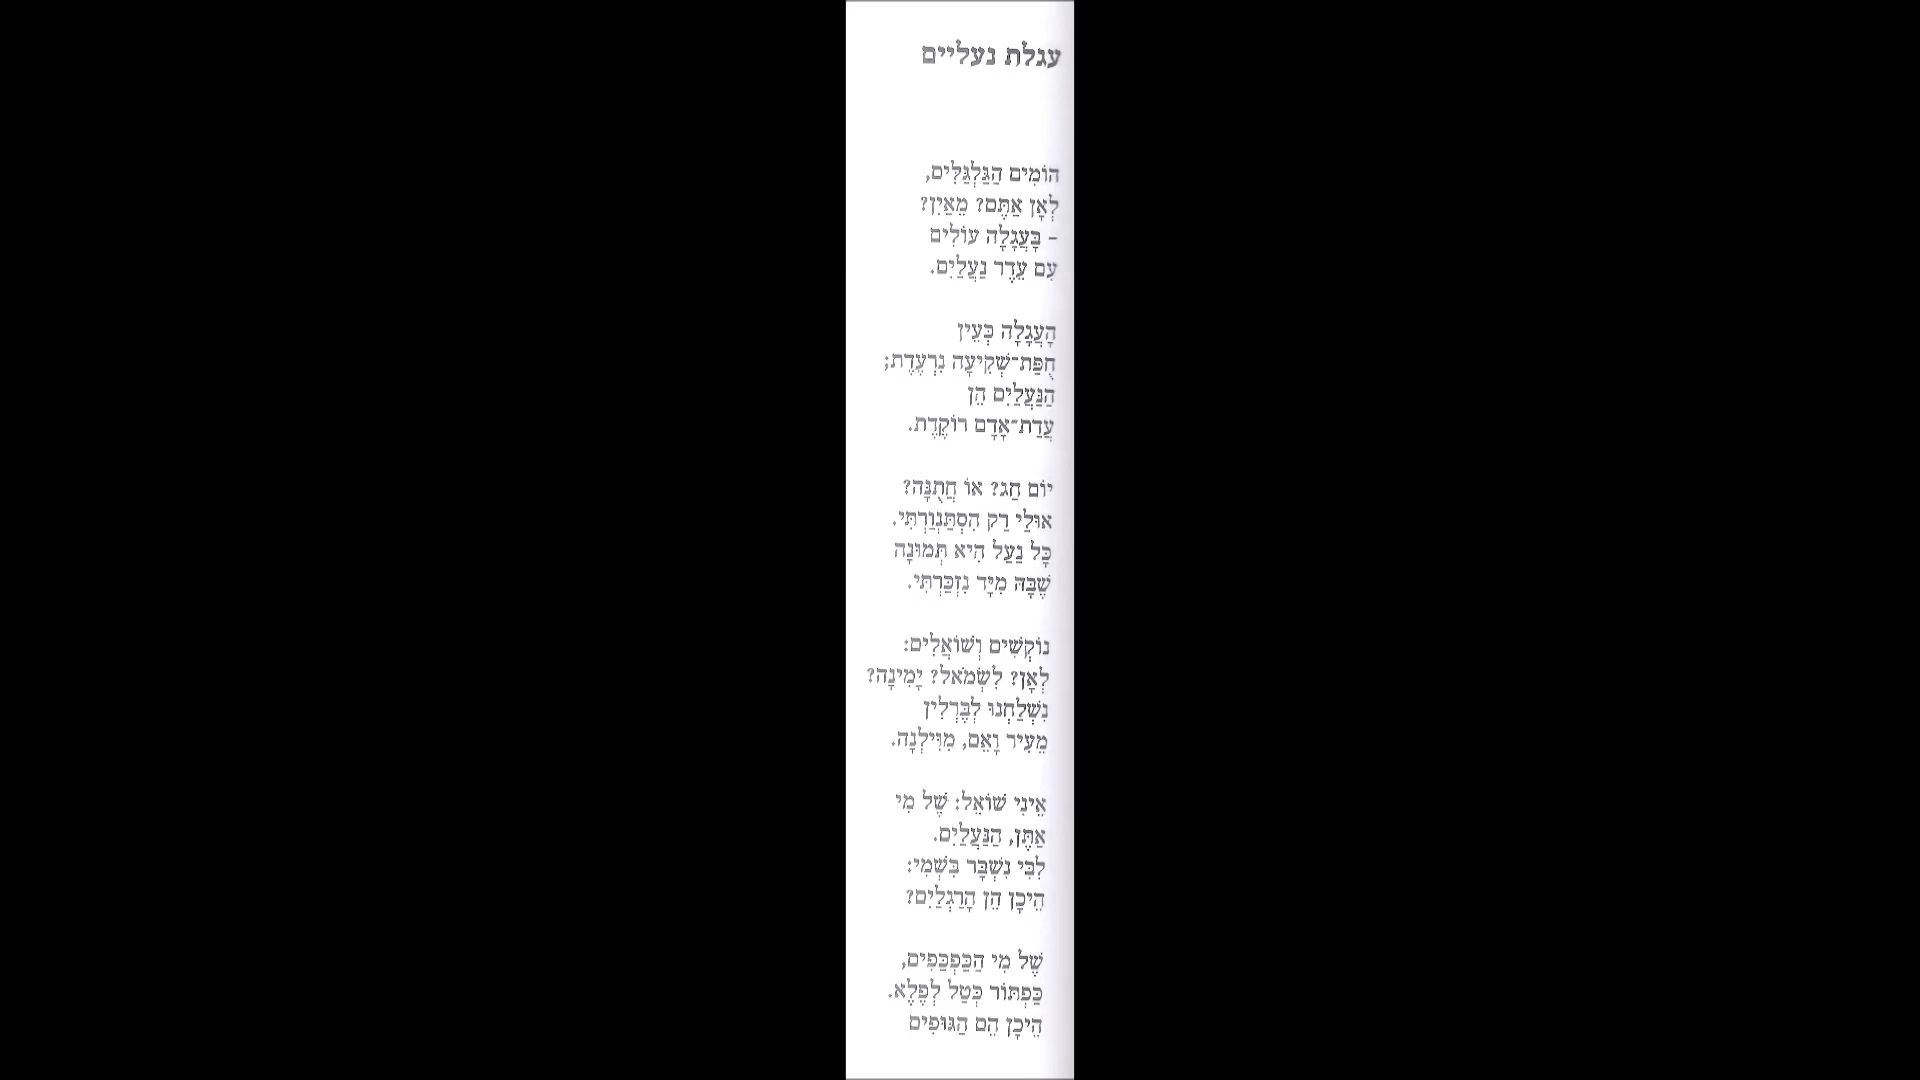 עגלת נעליים
הוֹמִים הַגַּלְגַּלִּים,
לְאָן אַתֶּם? מֵאַיִן?
– בָּעֲגָלָה עוֹלִים
עִם עֵדֶר נַעֲלַיִם.
הָעֲגָלָה כְּעֵין
חֻפַּת־שְׁקִיעָה נִרְעֶדֶת;
הַנַּעֲלַיִם הֵן
עֲדַת־אָדָם רוֹקֶדֶת.
יוֹם חַג? אוֹ חֲתֻנָּה?
אוּלַי רַק הִסְתַּנְוַרְתִּי.
כָּל נַעַל הִיא תְּמוּנָה
שֶׁבָּהּ מִיָּד נִזְכַּרְתִּי.
נוֹקְשִׁים וְשׁוֹאֲלִים:
לְאָן? לִשְׂמֹאל? יָמִינָה?
נִשְׁלַחְנוּ לְבֶּרְלִין
מֵעִיר וָאֵם, מִוִּילְנָה.
אֵינִי שׁוֹאֵל: שֶׁל מִי
אַתֶּן, הַנַּעֲלַיִם.
לִבִּי נִשְׁבָּר בִּשְׁמִי:
הֵיכָן הֵן הָרַגְלַיִם?
שֶׁל מִי הַכַּפְכַּפִּים,
כַּפְתּוֹר כְּטַל לְפֶלֶא.
הֵיכָן הֵם הַגּוּפִים